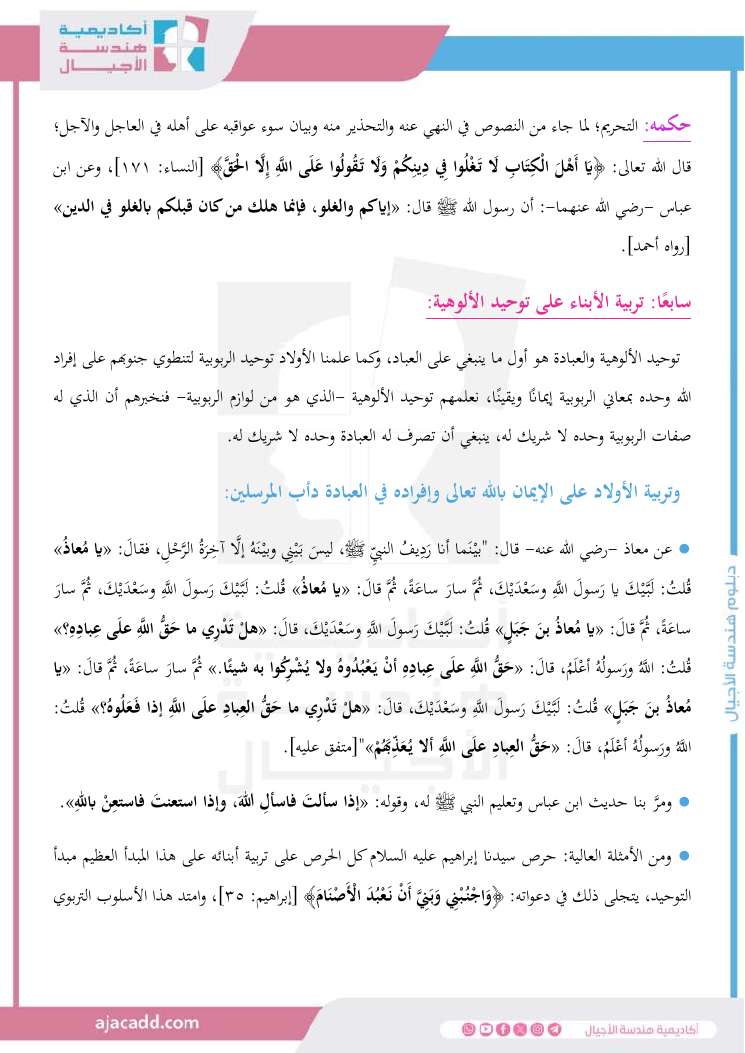 أكاديمية
هندسة
الأجيال
حكمه: التحريم؛ لما جاء من النصوص في النهي عنه والتحذير منه وبيان سوء عواقبه على أهله في العاجل والآجل؛
قال الله تعالى: ﴿يَا أَهْلَ الْكِتَابِ لَا تَغْلُوا فِي دِينِكُمْ وَلَا تَقُولُوا عَلَى اللَّهِ إِلَّا الْحَقَّ﴾ [النساء: ١٧١]، وعن ابن
عباس -رضي الله عنهما-: أن رسول الله ﷺ قال: «إياكم والغلو، فإنما هلك من كان قبلكم بالغلو في الدين»
[رواه أحمد].
سابعًا: تربية الأبناء على توحيد الألوهية:
توحيد الألوهية والعبادة هو أول ما ينبغي على العباد، وكما علمنا الأولاد توحيد الربوبية لتنطوي جنوبهم على إفراد
الله وحده بمعاني الربوبية إيمانًا ويقينًا، نعلمهم توحيد الألوهية -الذي هو من لوازم الربوبية- فنخبرهم أن الذي له
صفات الربوبية وحده لا شريك له، ينبغي أن تصرف له العبادة وحده لا شريك له.
وتربية الأولاد على الإيمان بالله تعالى وإفراده في العبادة دأب المرسلين:
● عن معاذ -رضي الله عنه- قال: "بيْنَما أنا رَدِيفُ النبيِّ ﷺ، ليسَ بَيْنِي وبيْنَهُ إلَّا آخِرَةُ الرَّحْلِ، فقالَ: «يا مُعاذُ»
قُلتُ: لَبَّيْكَ يا رَسولَ اللَّهِ وسَعْدَيْكَ، ثُمَّ سارَ ساعَةً، ثُمَّ قالَ: «يا مُعاذُ» قُلتُ: لَبَّيْكَ رَسولَ اللَّهِ وسَعْدَيْكَ، ثُمَّ سارَ
ساعَةً، ثُمَّ قالَ: «يا مُعاذُ بنَ جَبَلٍ» قُلتُ: لَبَّيْكَ رَسولَ اللَّهِ وسَعْدَيْكَ، قالَ: «هلْ تَدْرِي ما حَقُّ اللَّهِ علَى عِبادِهِ؟»
قُلتُ: اللَّهُ ورَسولُهُ أعْلَمُ، قالَ: «حَقُّ اللَّهِ علَى عِبادِهِ أنْ يَعْبُدُوهُ ولا يُشْرِكُوا به شيئًا.» ثُمَّ سارَ ساعَةً، ثُمَّ قالَ: «يا
مُعاذُ بنَ جَبَلٍ» قُلتُ: لَبَّيْكَ رَسولَ اللَّهِ وسَعْدَيْكَ، قالَ: «هلْ تَدْرِي ما حَقُّ العِبادِ علَى اللَّهِ إذا فَعَلُوهُ؟» قُلتُ:
اللَّهُ ورَسولُهُ أعْلَمُ، قالَ: «حَقُّ العِبادِ علَى اللَّهِ ألا يُعَذِّبَهُمْ»"[متفق عليه].
● ومرَّ بنا حديث ابن عباس وتعليم النبي ﷺ له، وقوله: «إذا سألتَ فاسألِ اللهَ، وإذا استعنتَ فاستعِنْ باللهِ».
● ومن الأمثلة العالية: حرص سيدنا إبراهيم عليه السلام كل الحرص على تربية أبنائه على هذا المبدأ العظيم مبدأ
التوحيد، يتجلى ذلك في دعواته: ﴿وَاجْنُبْنِي وَبَنِيَّ أَنْ نَعْبُدَ الْأَصْنَامَ﴾ [إبراهيم: ٣٥]، وامتد هذا الأسلوب التربوي
دبلوم هندسة الأجيال
أكاديمية هندسة الأجيال
ajacadd.com